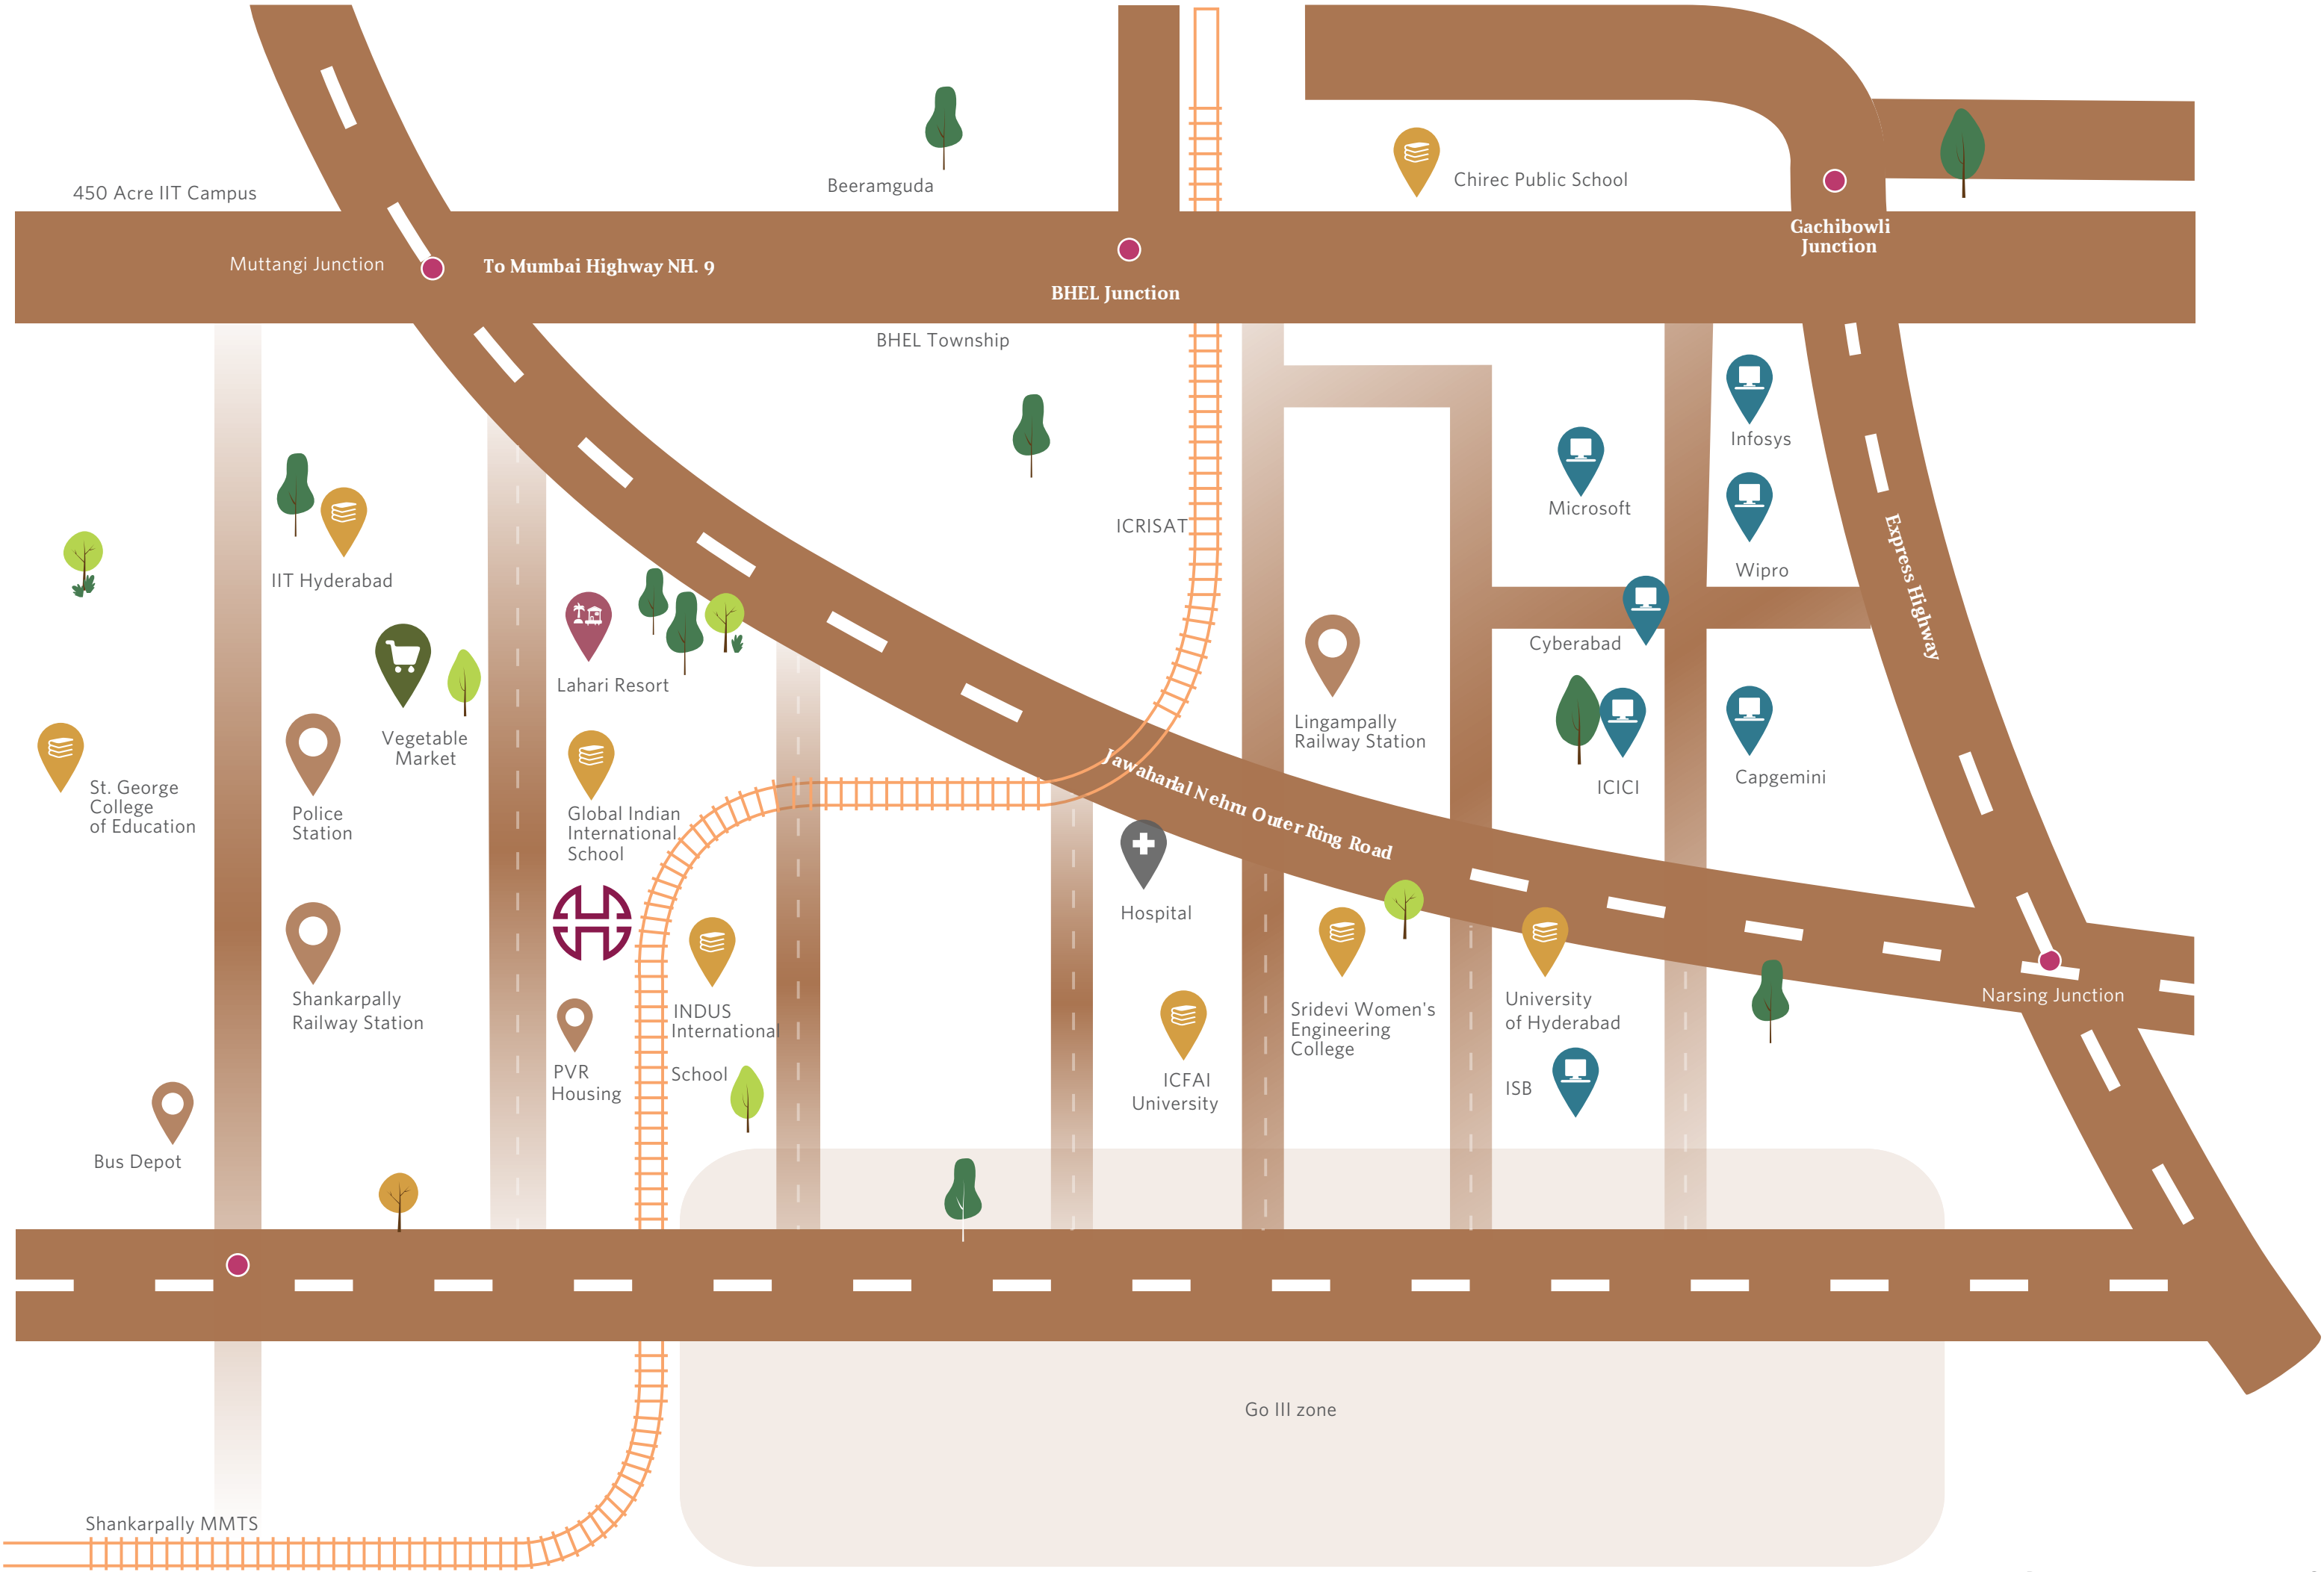 450 Acre IIT Campus
Beeramguda
Chirec Public School
Gachibowli
Junction
Muttangi Junction
To Mumbai Highway NH. 9
BHEL Junction
BHEL Township
Infosys
Microsoft
ICRISAT
Express Highway
Wipro
IIT Hyderabad
Cyberabad
Lahari Resort
Lingampally
Railway Station
Vegetable
Market
Capgemini
ICICI
St. George
College
of Education
Police
Station
Global Indian
International
School
Jawaharlal Nehru Outer Ring Road
Hospital
Shankarpally
Railway Station
INDUS
International
School
Sridevi Women's
Engineering
College
University
of Hyderabad
Narsing Junction
PVR
Housing
ICFAI
University
ISB
Bus Depot
Go III zone
Shankarpally MMTS